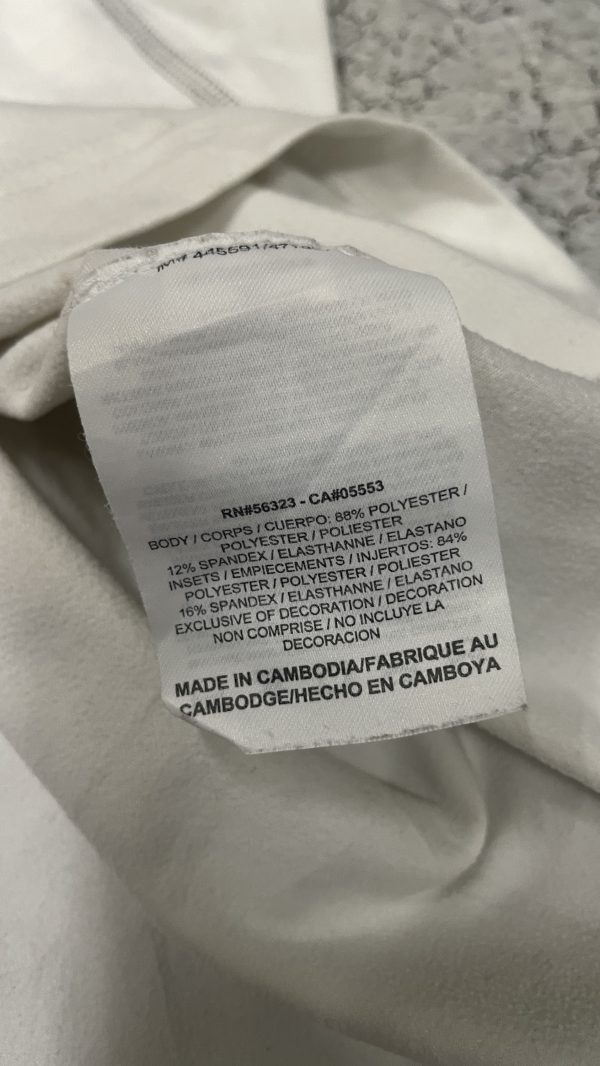 RN#56323 - CA#05553
BODY / CORPS / CUERPO: 88% POLYESTER /
POLYESTER / POLIESTER
12% SPANDEX / ELASTHANNE / ELASTANO
INSETS / EMPIECEMENTS / INJERTOS: 84%
POLYESTER / POLYESTER / POLIESTER
16% SPANDEX / ELASTHANNE / ELASTANO
EXCLUSIVE OF DECORATION / DECORATION
NON COMPRISE / NO INCLUYE LA
DECORACION
MADE IN CAMBODIA/FABRIQUE AU
CAMBODGE/HECHO EN CAMBOYA